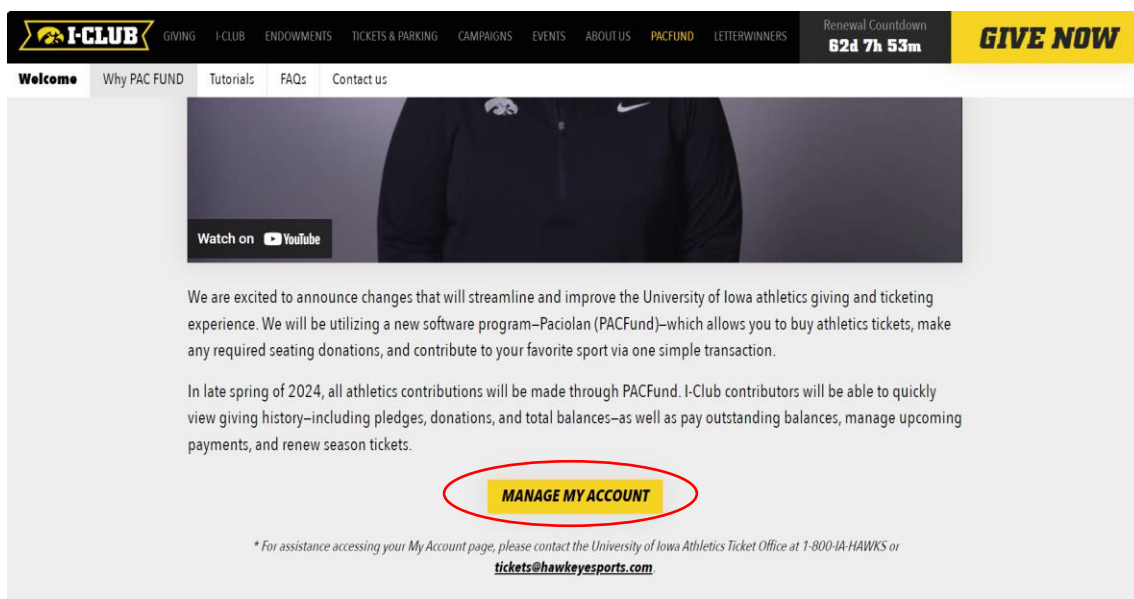 I-CLUB GIVING I-CLUB ENDOWMENTS TICKETS & PARKING CAMPAIGNS EVENTS ABOUT US PACFUND LETTERWINNERS
Renewal Countdown
62d 7h 53m
GIVE NOW
Welcome Why PAC FUND Tutorials FAQs Contact us
Watch on YouTube
We are excited to announce changes that will streamline and improve the University of Iowa athletics giving and ticketing
experience. We will be utilizing a new software program—Paciolan (PACFund)—which allows you to buy athletics tickets, make
any required seating donations, and contribute to your favorite sport via one simple transaction.
In late spring of 2024, all athletics contributions will be made through PACFund. I-Club contributors will be able to quickly
view giving history—including pledges, donations, and total balances—as well as pay outstanding balances, manage upcoming
payments, and renew season tickets.
MANAGE MY ACCOUNT
* For assistance accessing your My Account page, please contact the University of Iowa Athletics Ticket Office at 1-800-IA-HAWKS or
tickets@hawkeyesports.com.